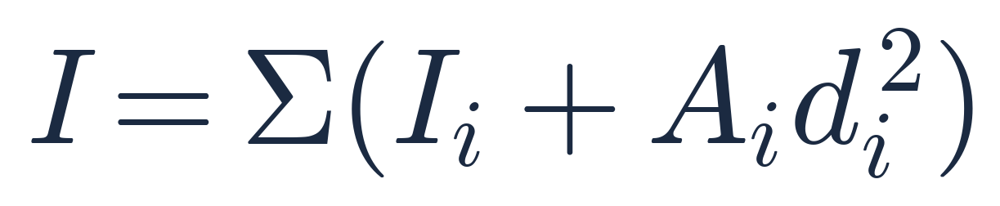 I = Σ(I_i + A_i d_i^2)